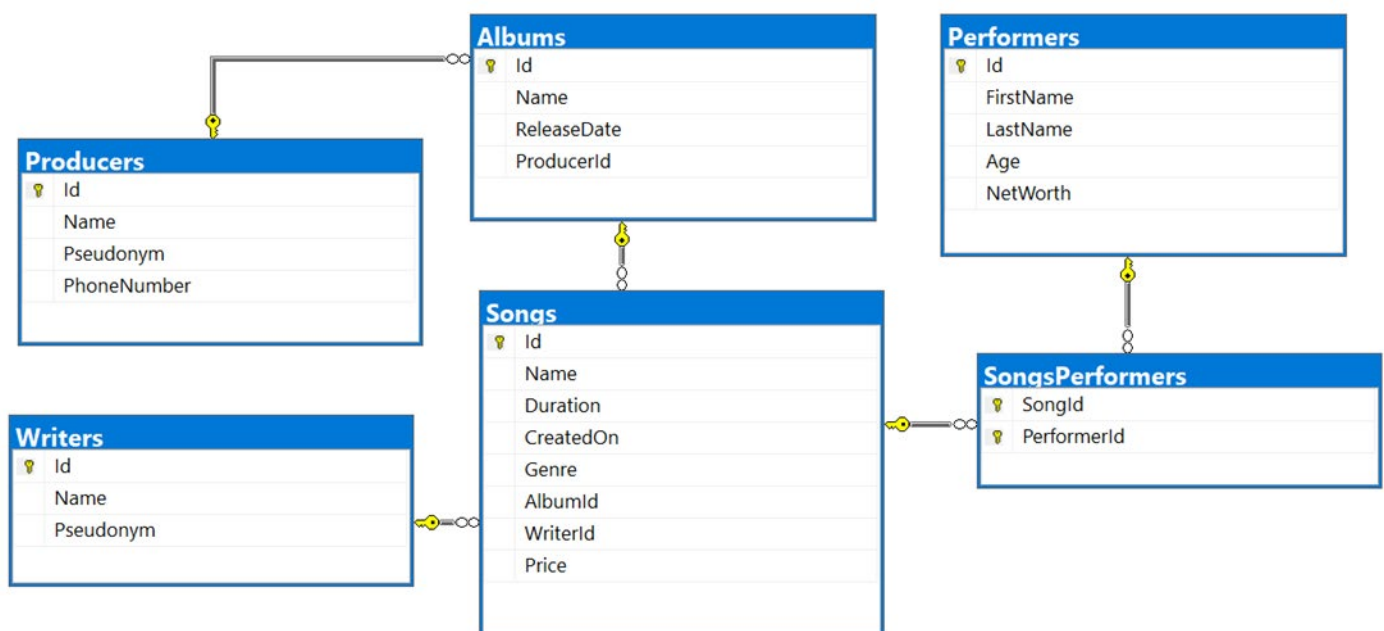 Albums
Id
Name
ReleaseDate
ProducerId
Performers
Id
FirstName
LastName
Age
NetWorth
Producers
Id
Name
Pseudonym
PhoneNumber
Songs
Id
Name
Duration
CreatedOn
Genre
AlbumId
WriterId
Price
SongsPerformers
SongId
PerformerId
Writers
Id
Name
Pseudonym